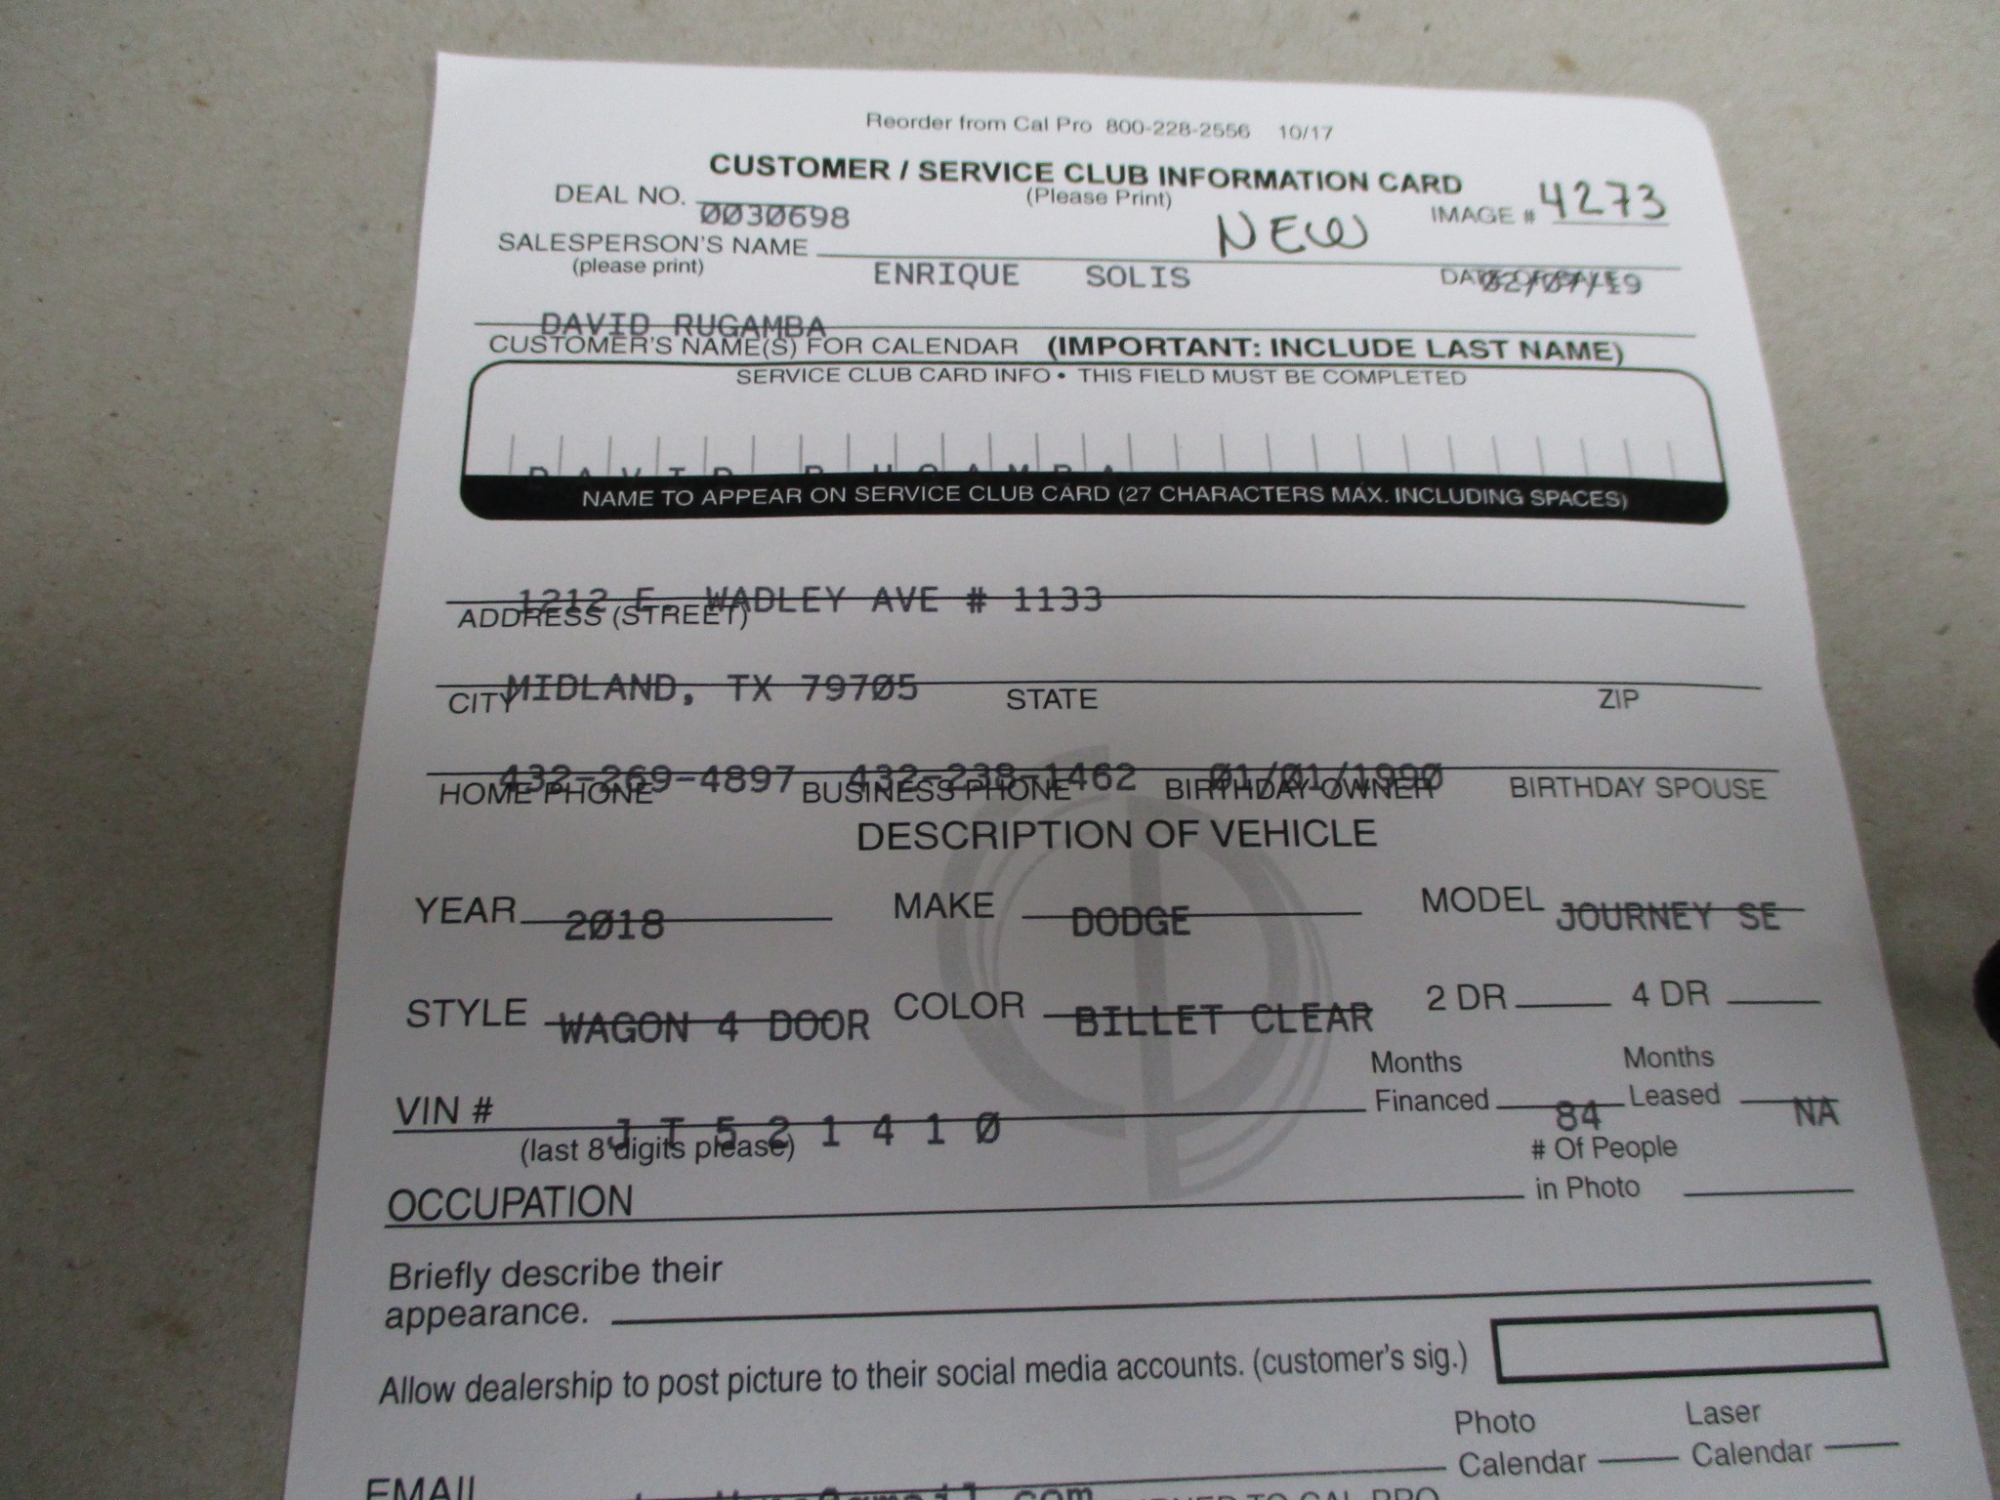 Reorder from Cal Pro 800-228-2556 10/17
CUSTOMER / SERVICE CLUB INFORMATION CARD
(Please Print)
DEAL NO. 0030698
NEW
IMAGE # 4273
SALESPERSON'S NAME
(please print)
ENRIQUE SOLIS
DAVID RUGAMBA
CUSTOMER'S NAME(S) FOR CALENDAR (IMPORTANT: INCLUDE LAST NAME)
SERVICE CLUB CARD INFO • THIS FIELD MUST BE COMPLETED
NAME TO APPEAR ON SERVICE CLUB CARD (27 CHARACTERS MAX. INCLUDING SPACES)
1212 E. WADLEY AVE # 1133
ADDRESS (STREET)
MIDLAND, TX 79705
CITY STATE ZIP
432-269-4897 432-238-1462 01/01/1990
HOME PHONE BUSINESS PHONE BIRTHDAY OWNER BIRTHDAY SPOUSE
DESCRIPTION OF VEHICLE
YEAR 2018 MAKE DODGE MODEL JOURNEY SE
STYLE WAGON 4 DOOR COLOR BILLET CLEAR 2 DR 4 DR
VIN # J T 5 2 1 4 1 0 Months Financed 84 Months Leased NA
(last 8 digits please)
OCCUPATION # Of People in Photo
Briefly describe their
appearance.
Allow dealership to post picture to their social media accounts. (customer's sig.)
Photo Calendar Laser Calendar
EMAIL